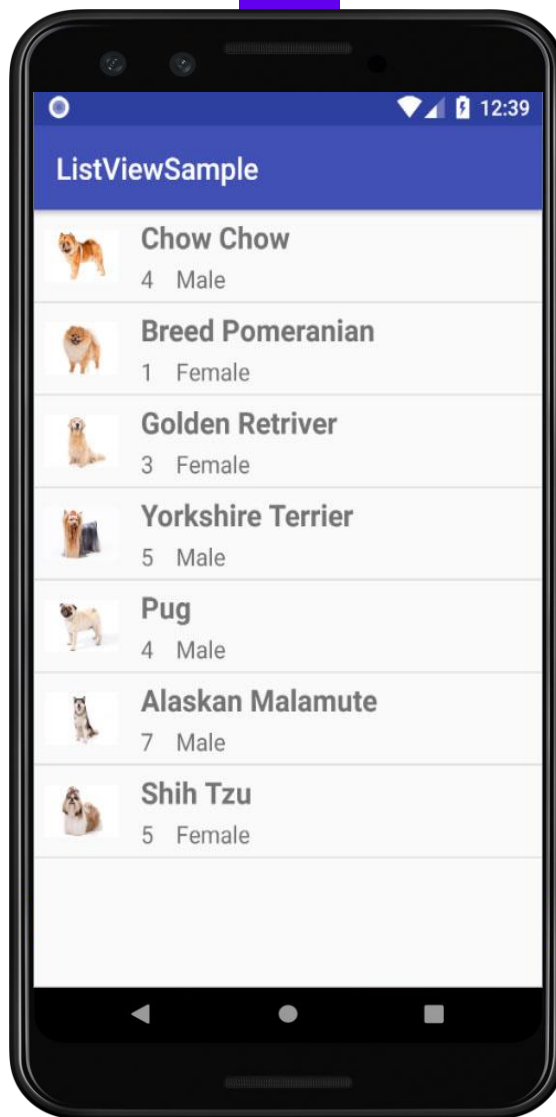 12:39
ListViewSample
Chow Chow
4 Male
Breed Pomeranian
1 Female
Golden Retriver
3 Female
Yorkshire Terrier
5 Male
Pug
4 Male
Alaskan Malamute
7 Male
Shih Tzu
5 Female